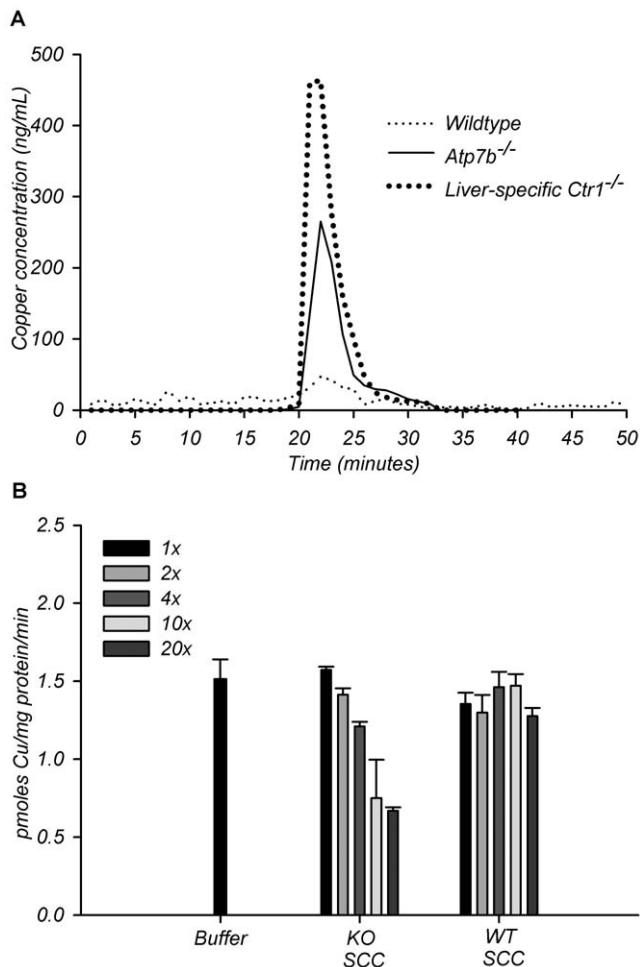 A
Copper concentration (ng/mL)
500
400
300
200
100
0
Wildtype
Atp7b-/-
Liver-specific Ctr1-/-
0 5 10 15 20 25 30 35 40 45 50
Time (minutes)
B
pmoles Cu/mg protein/min
2.5
2.0
1.5
1.0
0.5
0.0
1x
2x
4x
10x
20x
Buffer KO WT
SCC SCC